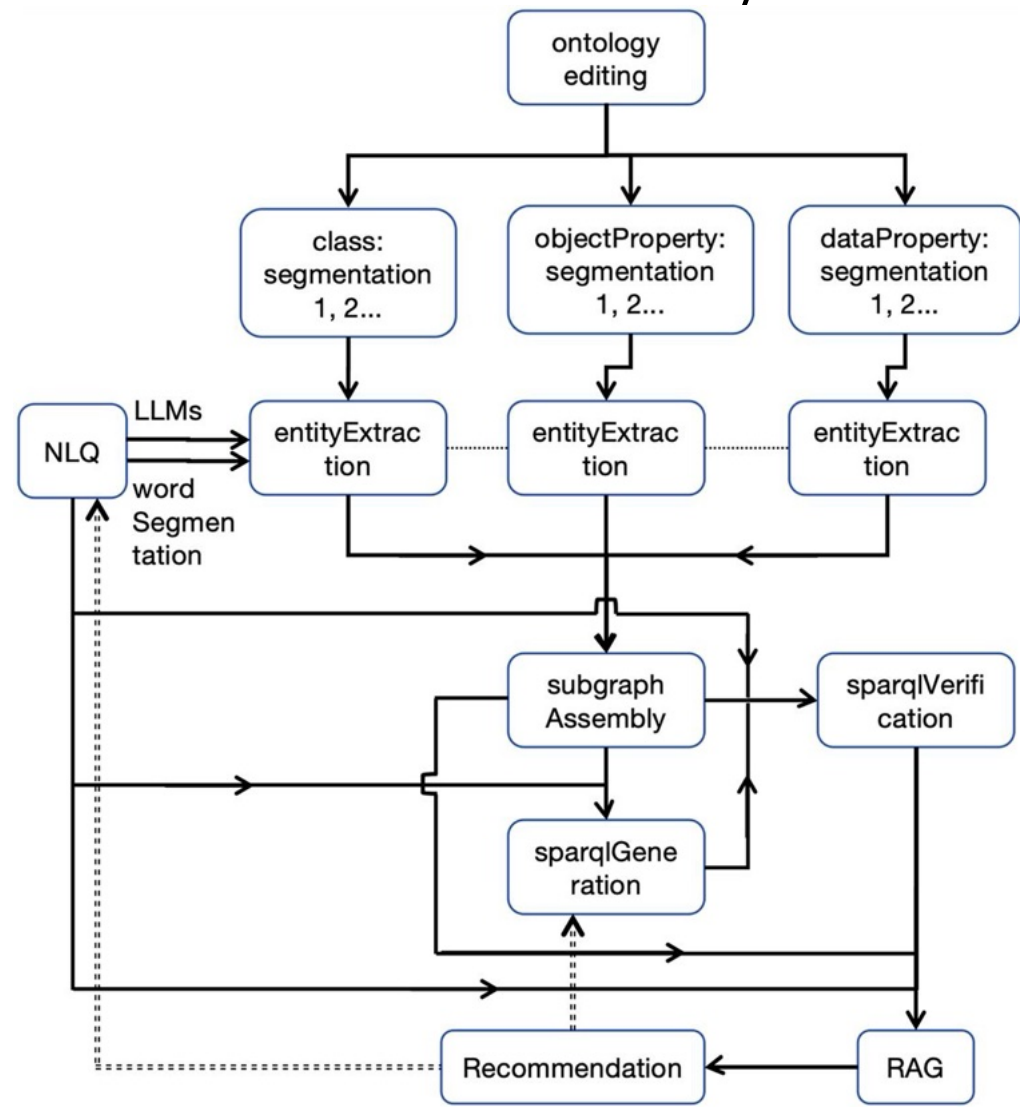 ontology
editing
class:
segmentation
1, 2...
objectProperty:
segmentation
1, 2...
dataProperty:
segmentation
1, 2...
NLQ
LLMs
word
Segmen
tation
entityExtrac
tion
entityExtrac
tion
entityExtrac
tion
subgraph
Assembly
sparqlVerifi
cation
sparqlGene
ration
Recommendation
RAG